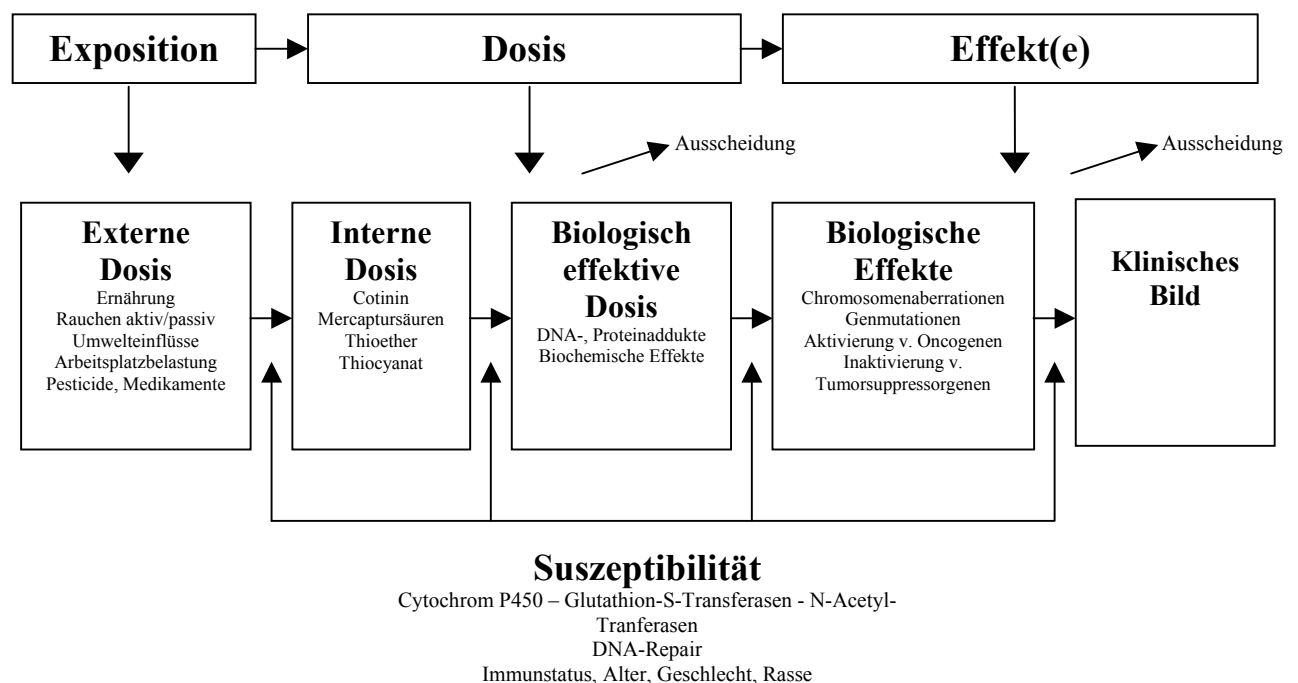 Exposition
Dosis
Effekt(e)
Ausscheidung
Ausscheidung
Externe
Dosis
Ernährung
Rauchen aktiv/passiv
Umwelteinflüsse
Arbeitsplatzbelastung
Pesticide, Medikamente
Interne
Dosis
Cotinin
Mercaptursäuren
Thioether
Thiocyanat
Biologisch
effektive
Dosis
DNA-, Proteinaddukte
Biochemische Effekte
Biologische
Effekte
Chromosomenaberrationen
Genmutationen
Aktivierung v. Oncogenen
Inaktivierung v.
Tumorsuppressorgenen
Klinisches
Bild
Suszeptibilität
Cytochrom P450 – Glutathion-S-Transferasen - N-Acetyl-
Tranferasen
DNA-Repair
Immunstatus, Alter, Geschlecht, Rasse